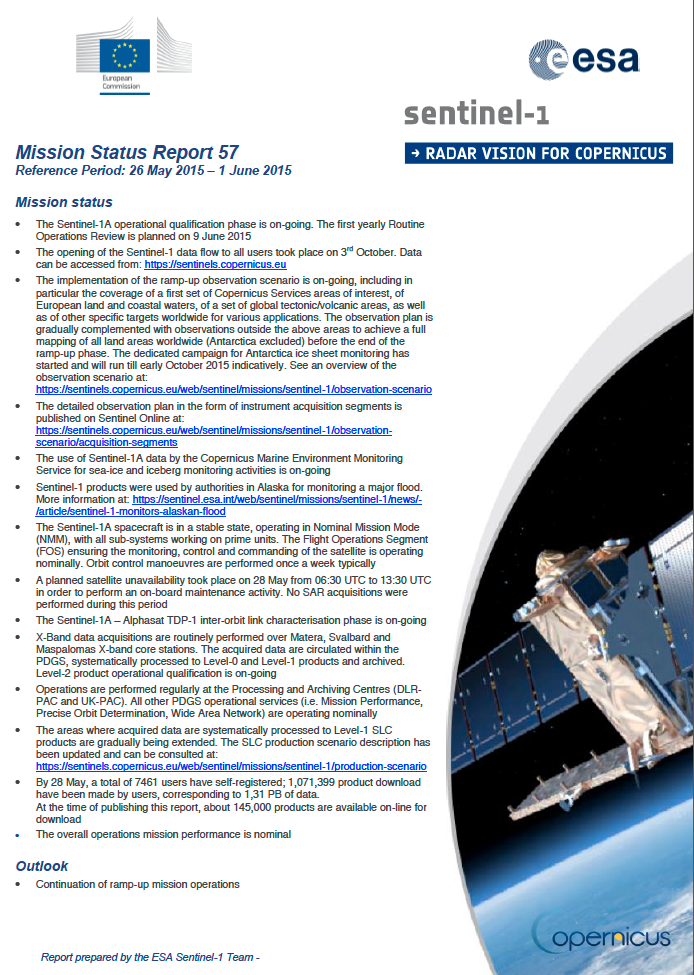 European
Commission
esa
sentinel-1
→ RADAR VISION FOR COPERNICUS
Mission Status Report 57
Reference Period: 26 May 2015 – 1 June 2015
Mission status
• The Sentinel-1A operational qualification phase is on-going. The first yearly Routine
Operations Review is planned on 9 June 2015
• The opening of the Sentinel-1 data flow to all users took place on 3rd October. Data
can be accessed from: https://sentinels.copernicus.eu
• The implementation of the ramp-up observation scenario is on-going, including in
particular the coverage of a first set of Copernicus Services areas of interest, of
European land and coastal waters, of a set of global tectonic/volcanic areas, as well
as of other specific targets worldwide for various applications. The observation plan is
gradually complemented with observations outside the above areas to achieve a full
mapping of all land areas worldwide (Antarctica excluded) before the end of the
ramp-up phase. The dedicated campaign for Antarctica ice sheet monitoring has
started and will run till early October 2015 indicatively. See an overview of the
observation scenario at:
https://sentinels.copernicus.eu/web/sentinel/missions/sentinel-1/observation-scenario
• The detailed observation plan in the form of instrument acquisition segments is
published on Sentinel Online at:
https://sentinels.copernicus.eu/web/sentinel/missions/sentinel-1/observation-
scenario/acquisition-segments
• The use of Sentinel-1A data by the Copernicus Marine Environment Monitoring
Service for sea-ice and iceberg monitoring activities is on-going
• Sentinel-1 products were used by authorities in Alaska for monitoring a major flood.
More information at: https://sentinel.esa.int/web/sentinel/missions/sentinel-1/news/-
/article/sentinel-1-monitors-alaskan-flood
• The Sentinel-1A spacecraft is in a stable state, operating in Nominal Mission Mode
(NMM), with all sub-systems working on prime units. The Flight Operations Segment
(FOS) ensuring the monitoring, control and commanding of the satellite is operating
nominally. Orbit control manoeuvres are performed once a week typically
• A planned satellite unavailability took place on 28 May from 06:30 UTC to 13:30 UTC
in order to perform an on-board maintenance activity. No SAR acquisitions were
performed during this period
• The Sentinel-1A – Alphasat TDP-1 inter-orbit link characterisation phase is on-going
• X-Band data acquisitions are routinely performed over Matera, Svalbard and
Maspalomas X-band core stations. The acquired data are circulated within the
PDGS, systematically processed to Level-0 and Level-1 products and archived.
Level-2 product operational qualification is on-going
• Operations are performed regularly at the Processing and Archiving Centres (DLR-
PAC and UK-PAC). All other PDGS operational services (i.e. Mission Performance,
Precise Orbit Determination, Wide Area Network) are operating nominally
• The areas where acquired data are systematically processed to Level-1 SLC
products are gradually being extended. The SLC production scenario description has
been updated and can be consulted at:
https://sentinels.copernicus.eu/web/sentinel/missions/sentinel-1/production-scenario
• By 28 May, a total of 7461 users have self-registered; 1,071,399 product download
have been made by users, corresponding to 1,31 PB of data.
At the time of publishing this report, about 145,000 products are available on-line for
download
• The overall operations mission performance is nominal
Outlook
• Continuation of ramp-up mission operations
Report prepared by the ESA Sentinel-1 Team -
opernicus